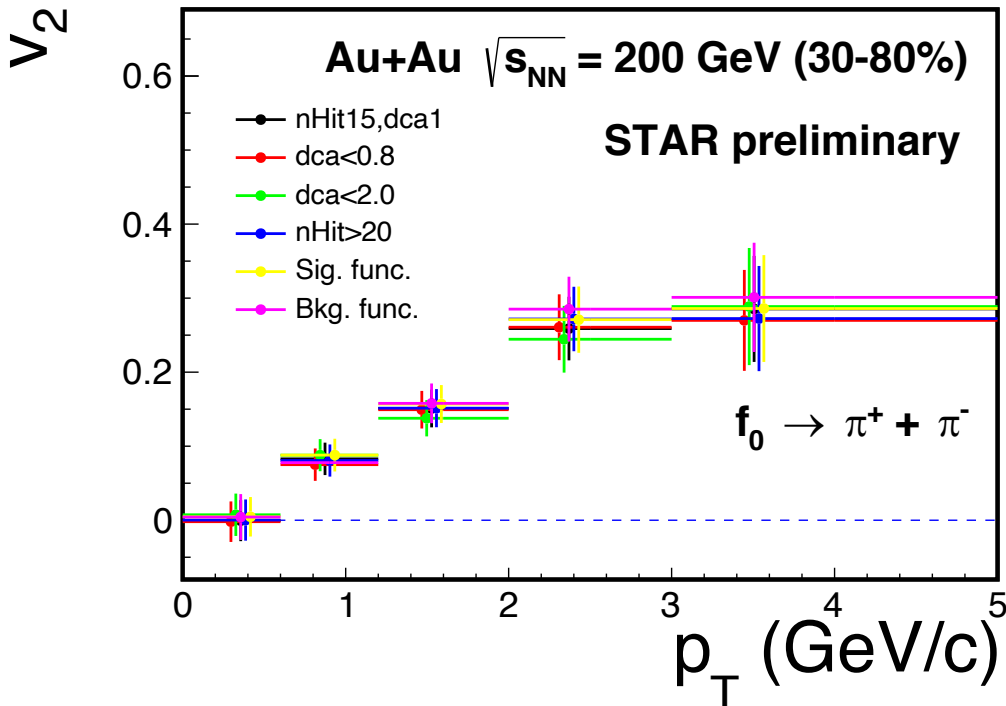 v₂
Au+Au √sNN = 200 GeV (30-80%)
STAR preliminary
nHit15,dca1
dca<0.8
dca<2.0
nHit>20
Sig. func.
Bkg. func.
f₀ → π⁺ + π⁻
0.6
0.4
0.2
0
0 1 2 3 4 5
p_T (GeV/c)